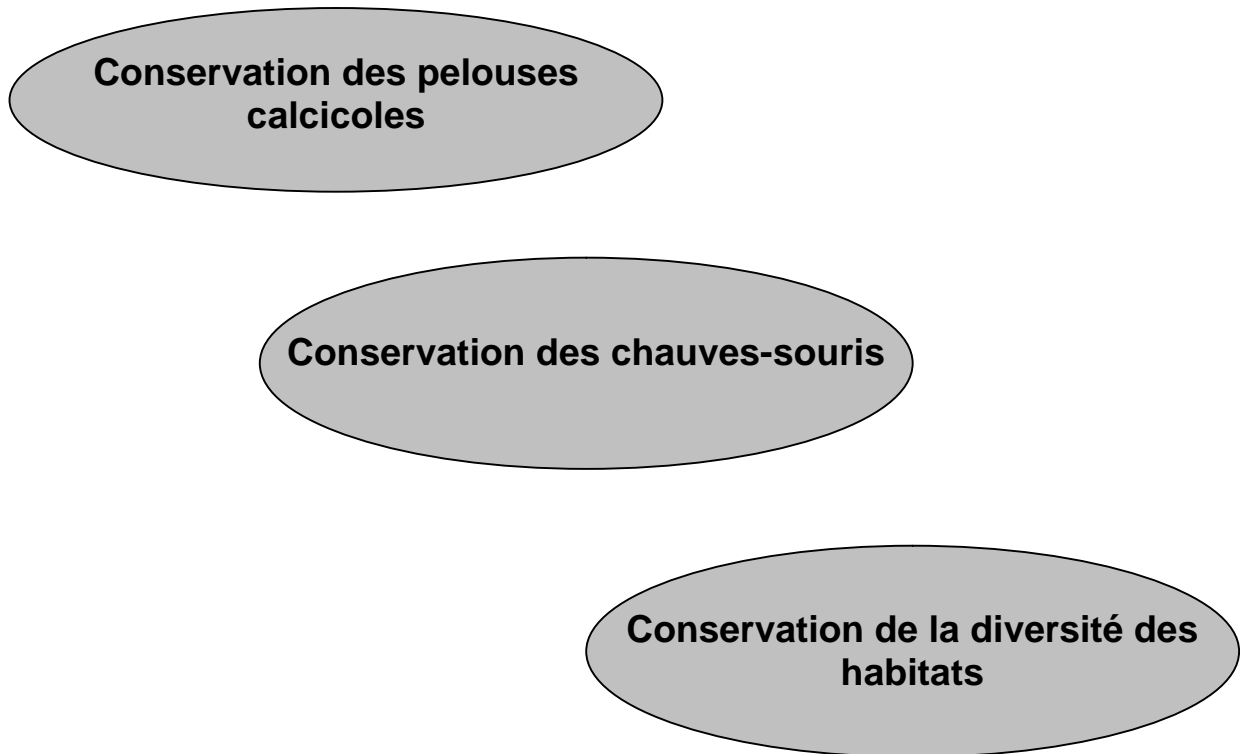 Conservation des pelouses
calcicoles
Conservation des chauves-souris
Conservation de la diversité des
habitats